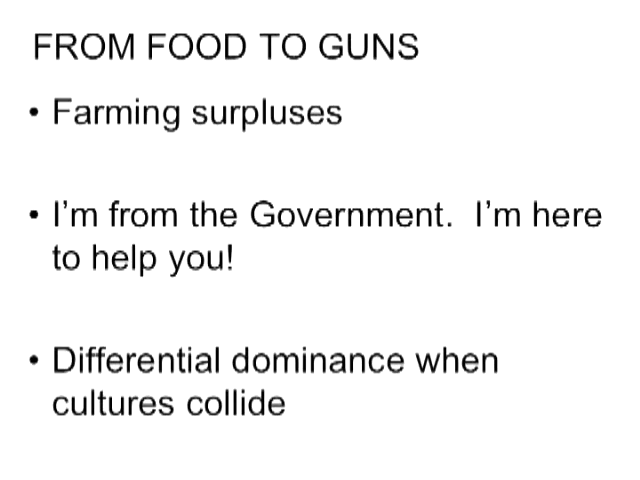 FROM FOOD TO GUNS
• Farming surpluses
• I’m from the Government.  I’m here
to help you!
• Differential dominance when
cultures collide